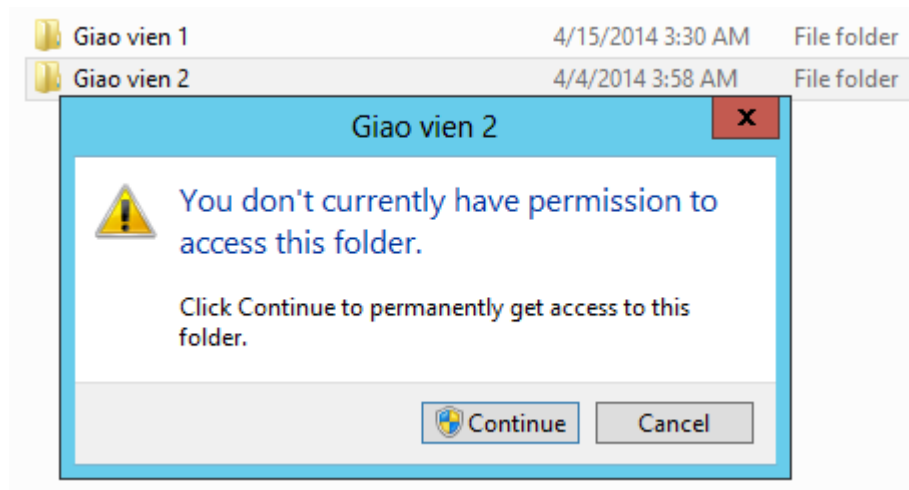 Giao vien 1 4/15/2014 3:30 AM File folder
Giao vien 2 4/4/2014 3:58 AM File folder
Giao vien 2
x
You don't currently have permission to
access this folder.
Click Continue to permanently get access to this
folder.
Continue Cancel